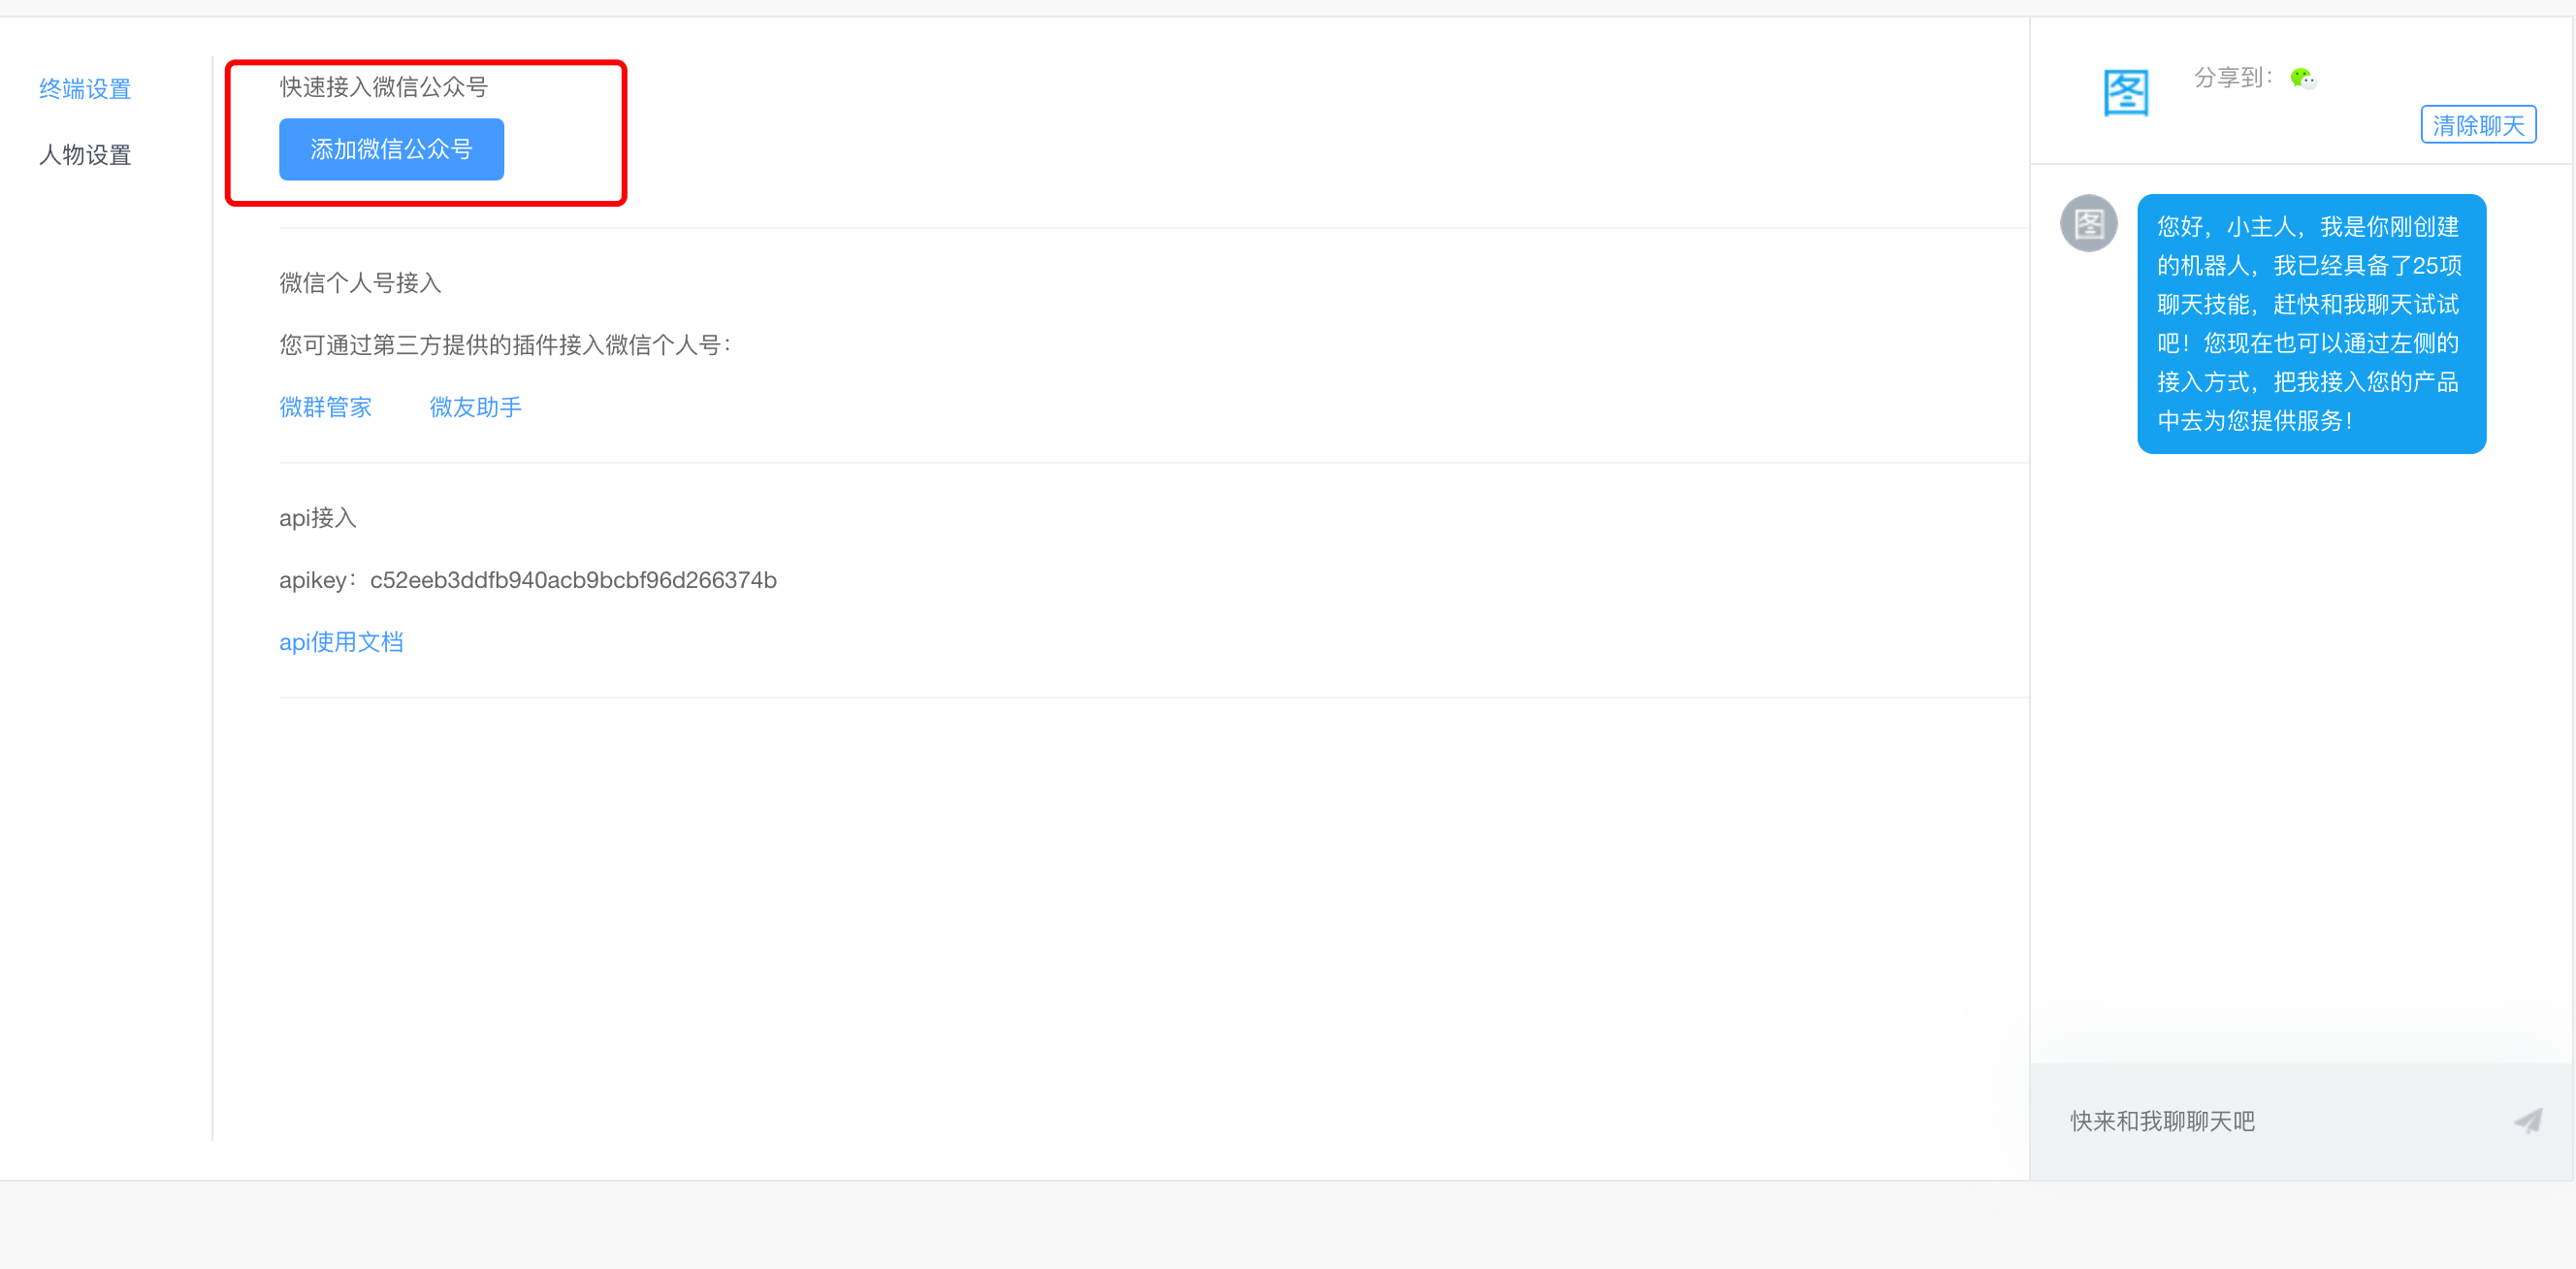 终端设置
人物设置
快速接入微信公众号
添加微信公众号
微信个人号接入
您可通过第三方提供的插件接入微信个人号：
微群管家 微友助手
api接入
apikey：c52eeb3ddfb940acb9bcbf96d266374b
api使用文档
图
分享到：
清除聊天
图
您好，小主人，我是你刚创建
的机器人，我已经具备了25项
聊天技能，赶快和我聊天试试
吧！您现在也可以通过左侧的
接入方式，把我接入您的产品
中去为您提供服务！
快来和我聊聊天吧